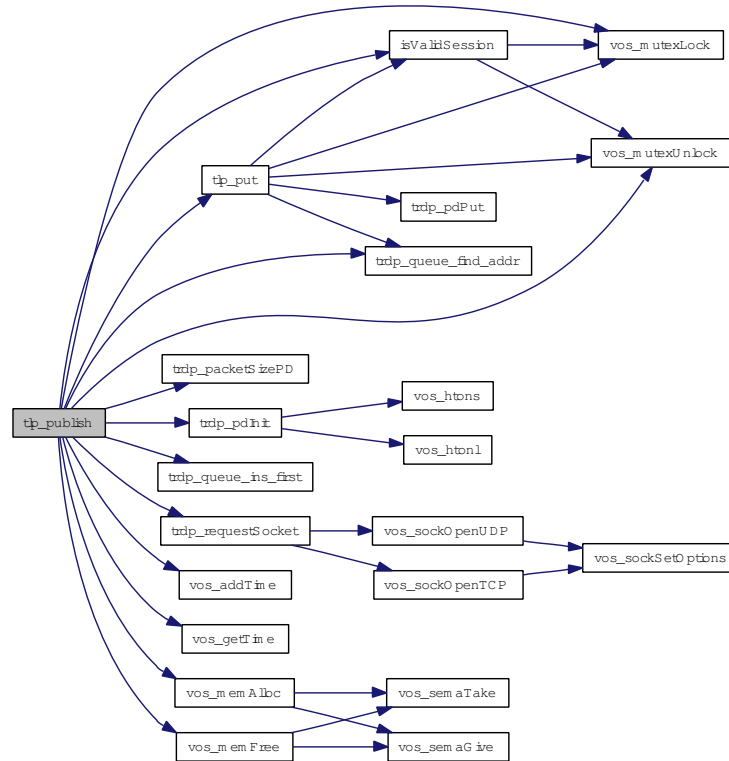 isValidSession
vos_mutexLock
vos_mutexUnlock
tlp_put
trdp_pdPut
trdp_queue_find_addr
trdp_packetSizePD
vos_htons
tlp_publish
trdp_pdInit
vos_htonl
trdp_queue_ins_first
trdp_requestSocket
vos_sockOpenUDP
vos_sockSetOptions
vos_addTime
vos_sockOpenTCP
vos_getTime
vos_memAlloc
vos_semaTake
vos_memFree
vos_semaGive